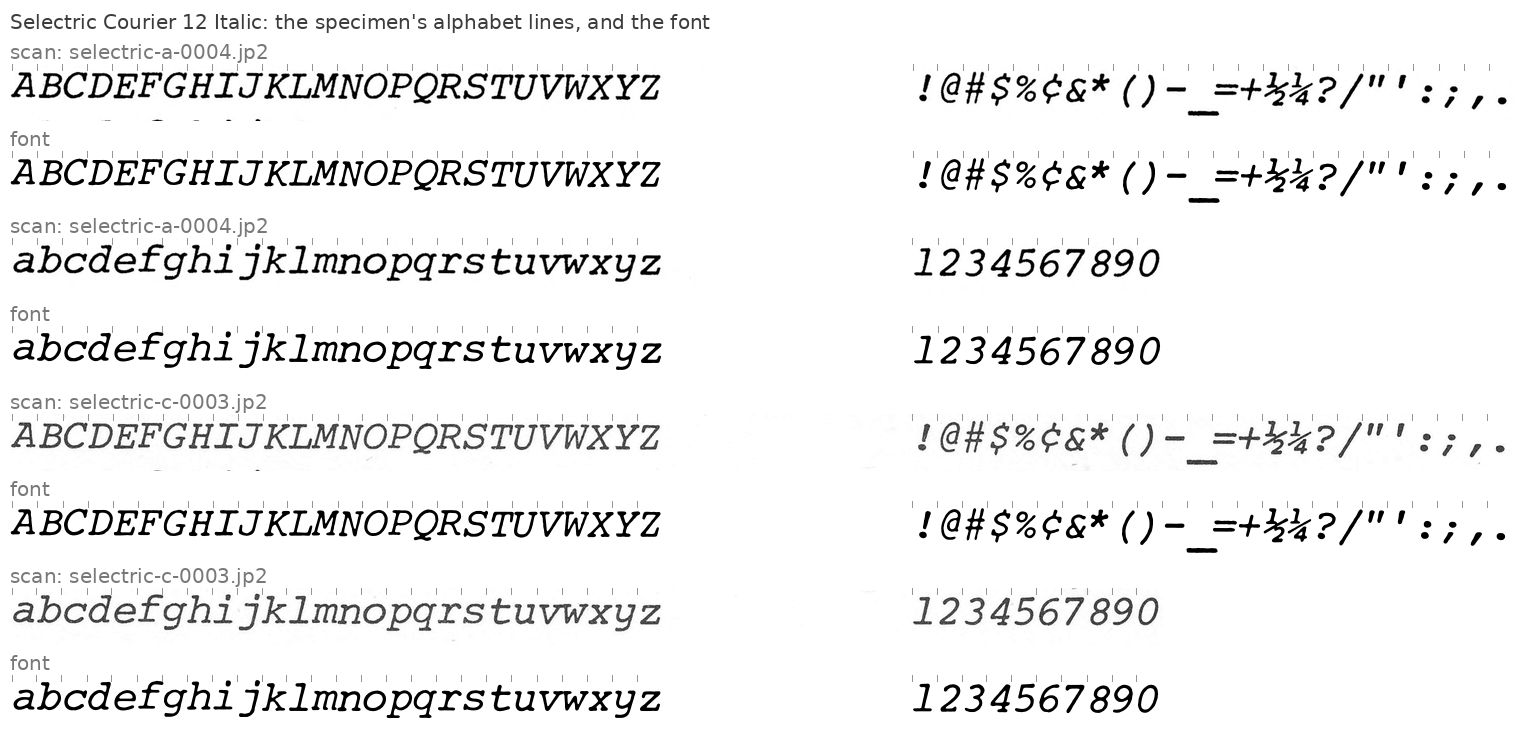 Selectric Courier 12 Italic: the specimen's alphabet lines, and the font
scan: selectric-a-0004.jp2
ABCDEFGHIJKLMNOPQRSTUVWXYZ !@#$%¢&*()-_=+½¼?/"':;,.
font
ABCDEFGHIJKLMNOPQRSTUVWXYZ !@#$%¢&*()-_=+½¼?/"':;,.
scan: selectric-a-0004.jp2
abcdefghijklmnopqrstuvwxyz 1234567890
font
abcdefghijklmnopqrstuvwxyz 1234567890
scan: selectric-c-0003.jp2
ABCDEFGHIJKLMNOPQRSTUVWXYZ !@#$%¢&*()-_=+½¼?/"':;,.
font
ABCDEFGHIJKLMNOPQRSTUVWXYZ !@#$%¢&*()-_=+½¼?/"':;,.
scan: selectric-c-0003.jp2
abcdefghijklmnopqrstuvwxyz 1234567890
font
abcdefghijklmnopqrstuvwxyz 1234567890